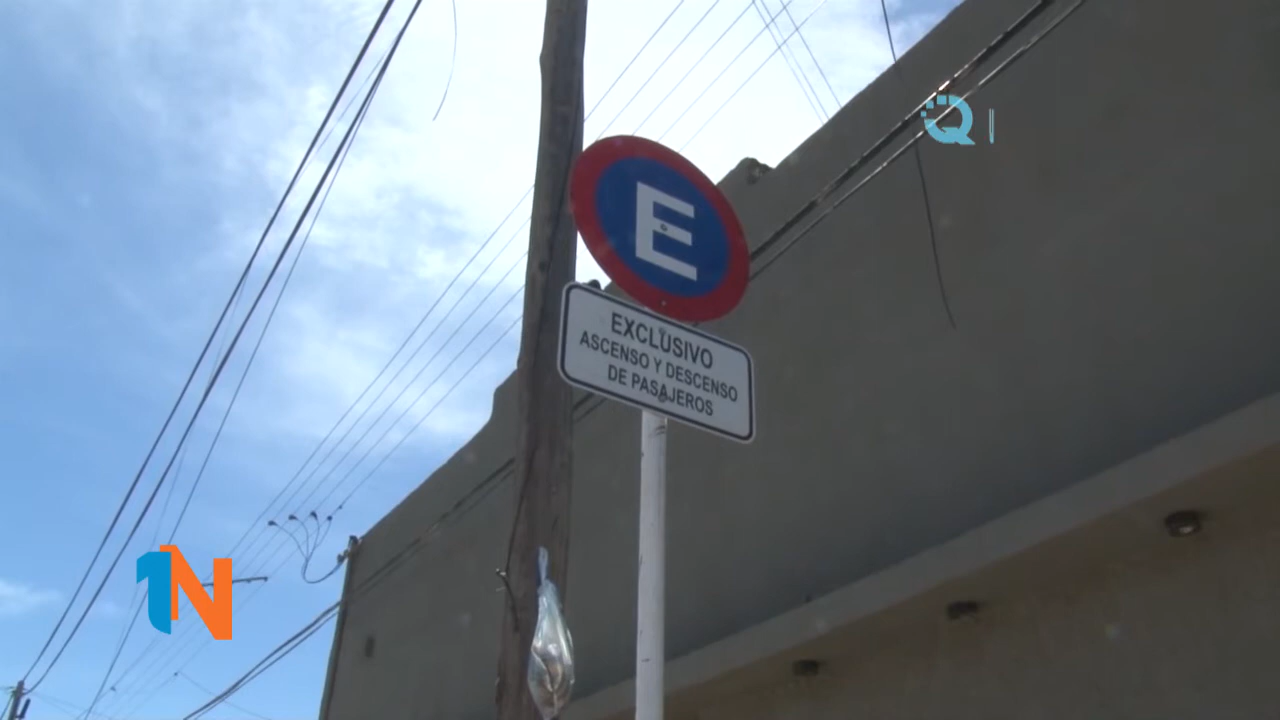 Q
E
EXCLUSIVO
ASCENSO Y DESCENSO
DE PASAJEROS
1N